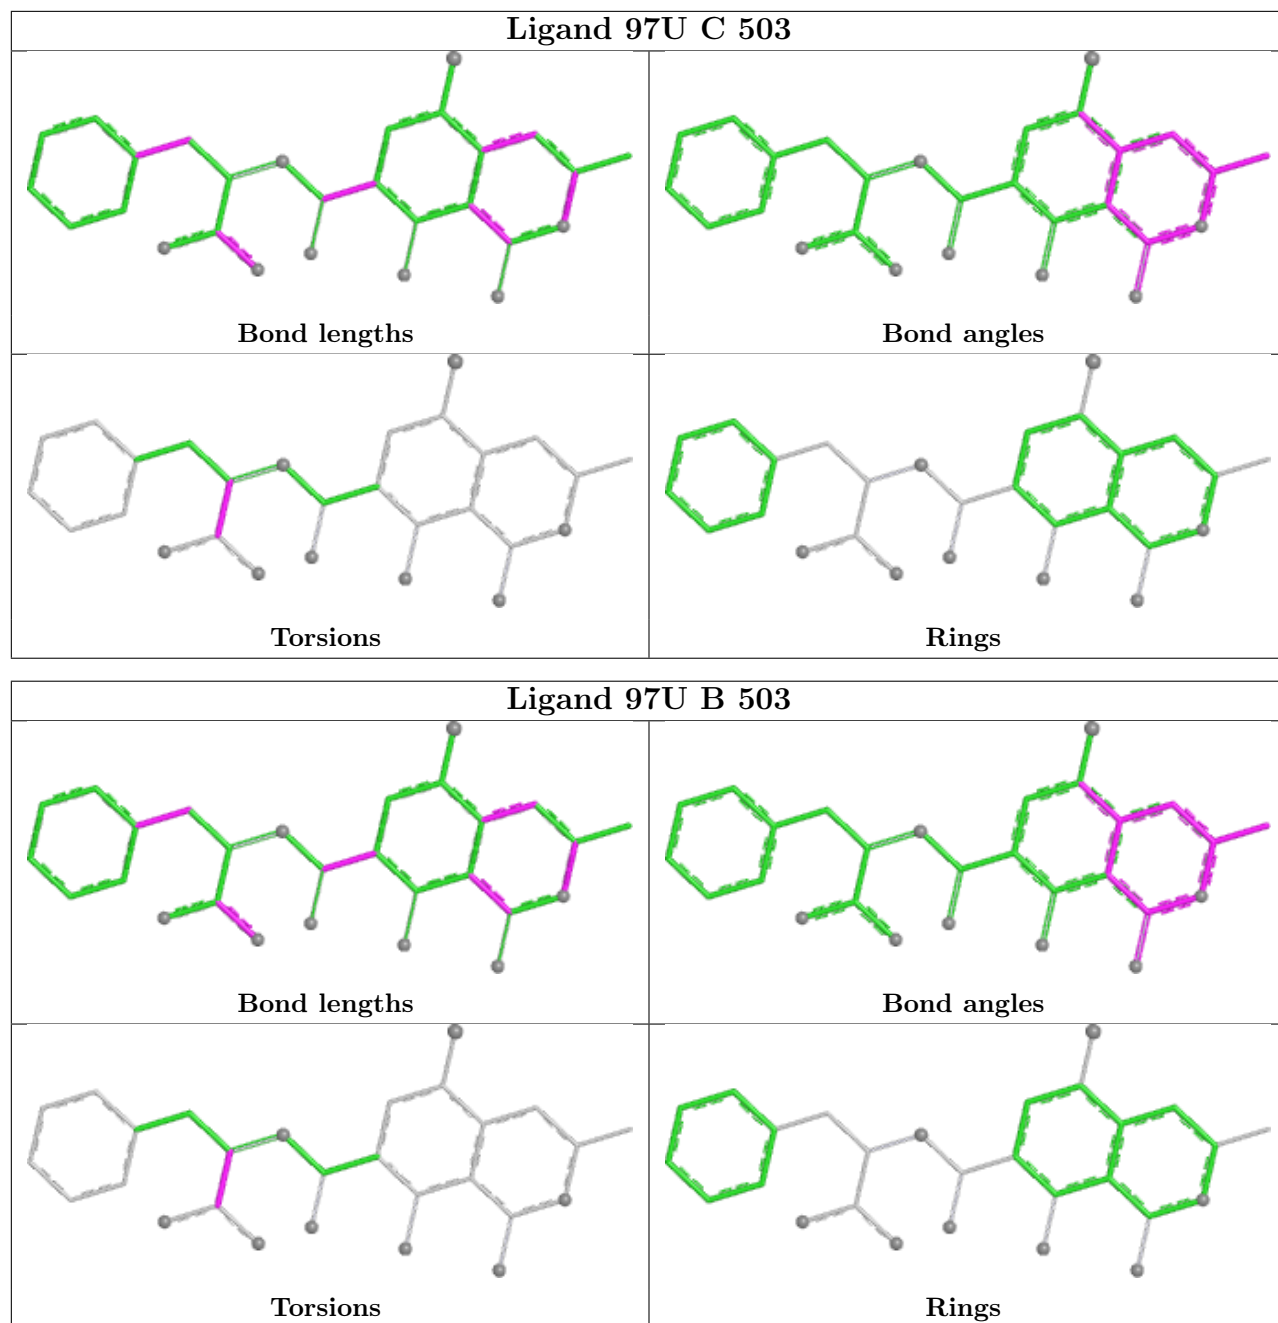 Ligand 97U C 503
Bond lengths
Bond angles
Torsions
Rings
Ligand 97U B 503
Bond lengths
Bond angles
Torsions
Rings